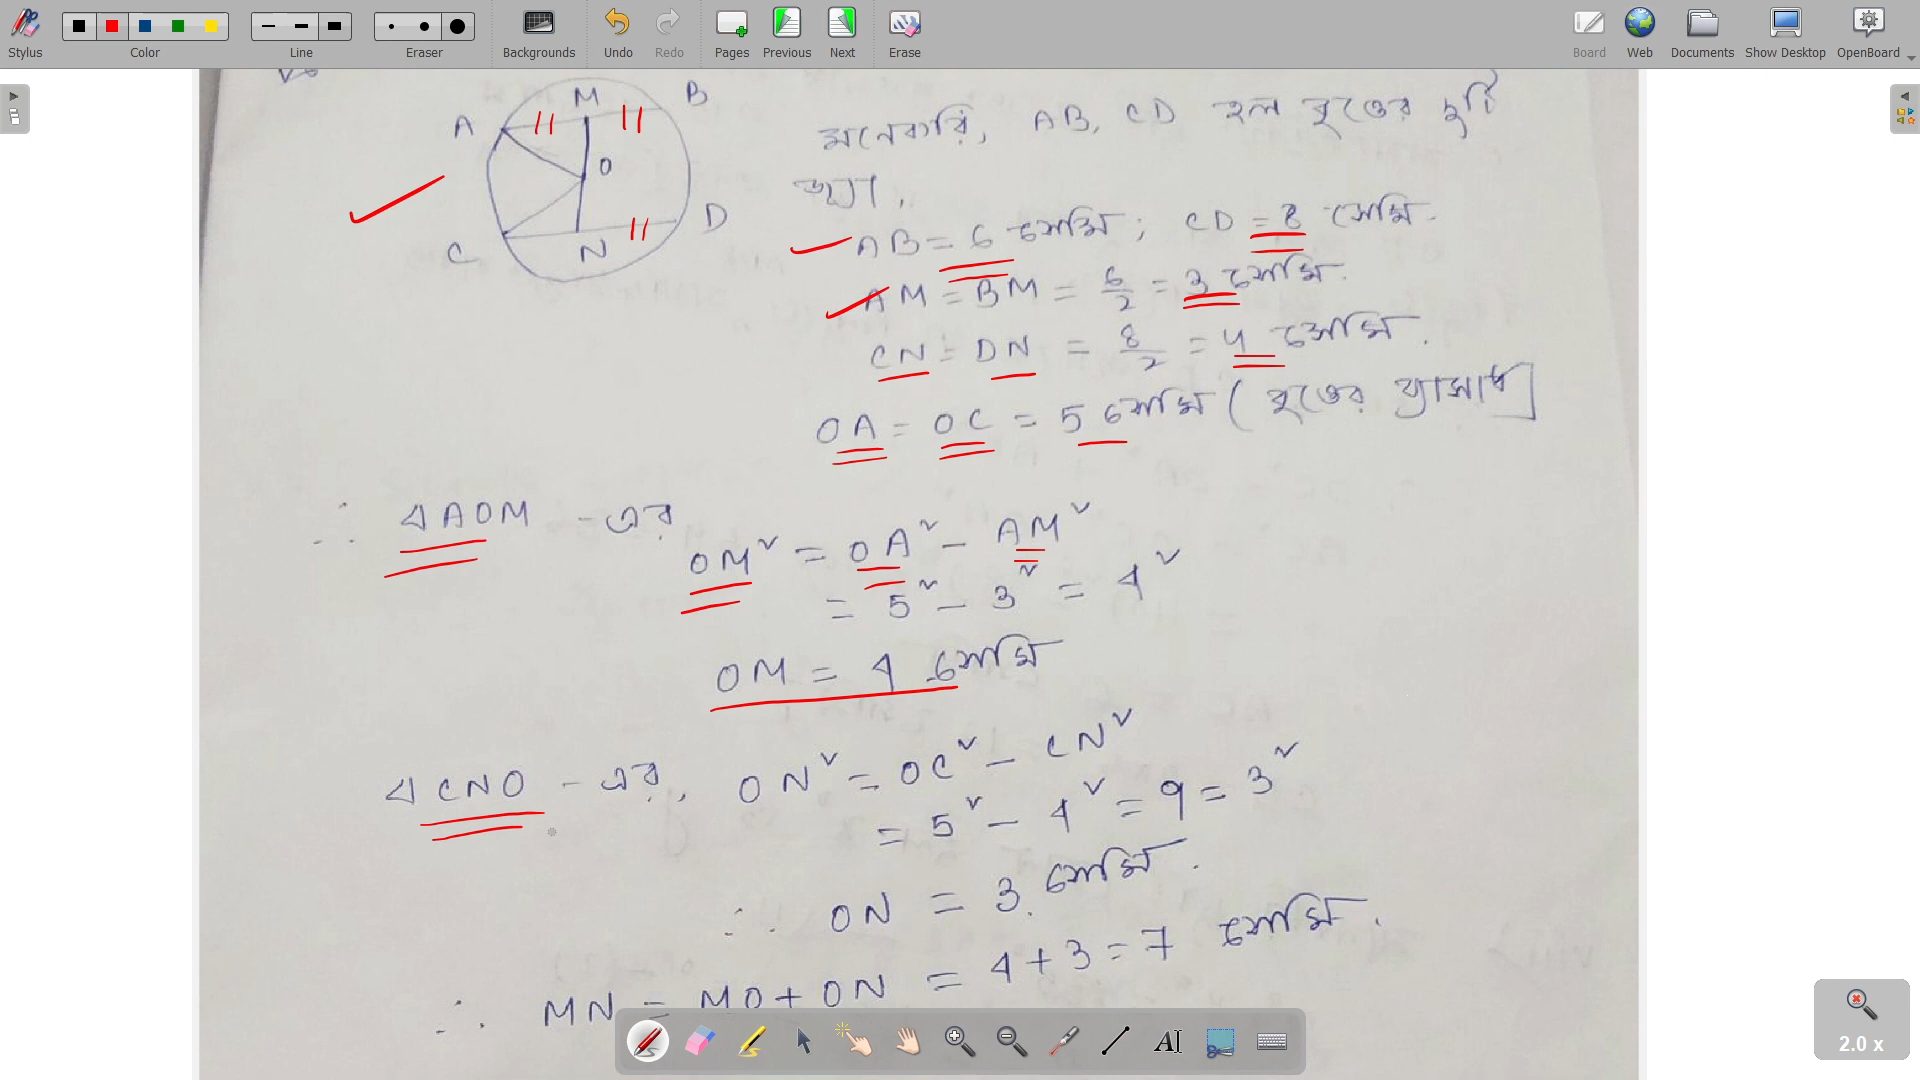 Stylus Color Line Eraser Backgrounds Undo Redo Pages Previous Next Erase Board Web Documents Show Desktop OpenBoard
M B
A
O
C N D
মনেকরি, AB, CD হল বৃত্তের দুটি
জ্যা,
AB = 6 সেমি; CD = 8 সেমি.
AM = BM = 6/2 = 3 সেমি.
CN = DN = 8/2 = 4 সেমি.
OA = OC = 5 সেমি ( বৃত্তের ব্যাসার্ধ ]
∴ ⊿AOM -এর
OM² = OA² - AM²
= 5² - 3² = 4²
OM = 4 সেমি
⊿CNO -এর, ON² = OC² - CN²
= 5² - 4² = 9 = 3²
∴ ON = 3 সেমি.
∴ MN = MO + ON = 4 + 3 = 7 সেমি.
2.0 x